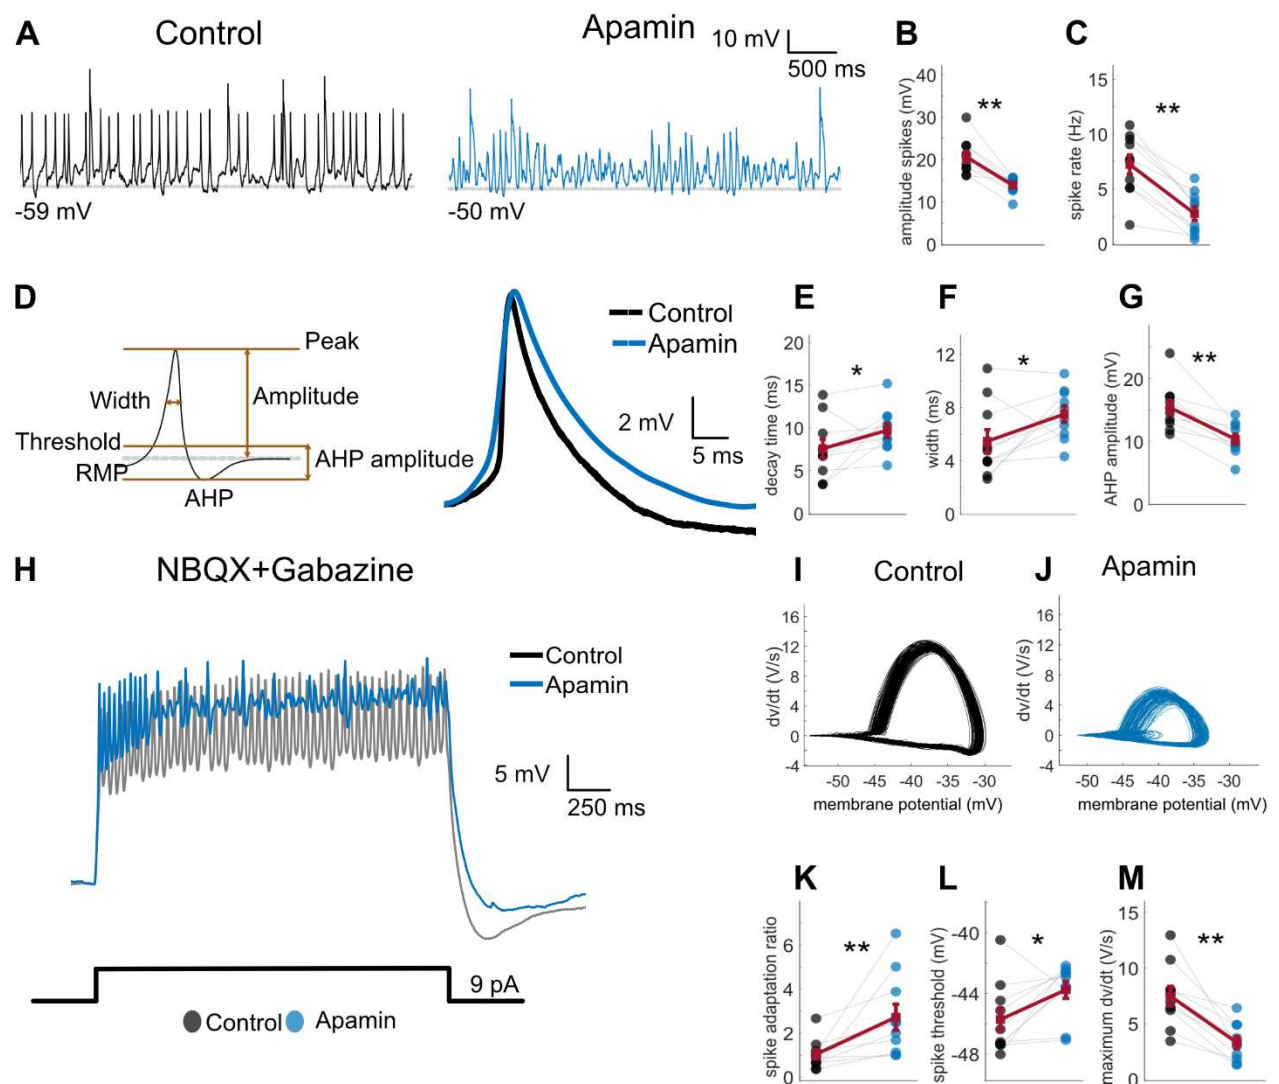 A
Control
Apamin
10 mV
500 ms
-59 mV
-50 mV
B
amplitude spikes (mV)
40
30
20
10
0
**
C
spike rate (Hz)
15
10
5
0
**
D
Peak
Width
Amplitude
Threshold
RMP
AHP amplitude
AHP
Control
Apamin
2 mV
5 ms
E
decay time (ms)
20
15
10
5
0
*
F
width (ms)
12
8
4
0
*
G
AHP amplitude (mV)
20
10
0
**
H
NBQX+Gabazine
Control
Apamin
5 mV
250 ms
9 pA
Control
Apamin
I
Control
dv/dt (V/s)
16
12
8
4
0
-4
-50 -45 -40 -35 -30
membrane potential (mV)
J
Apamin
dv/dt (V/s)
16
12
8
4
0
-4
-50 -45 -40 -35 -30
membrane potential (mV)
K
spike adaptation ratio
6
4
2
0
**
L
spike threshold (mV)
-40
-44
-48
*
M
maximum dv/dt (V/s)
15
10
5
0
**